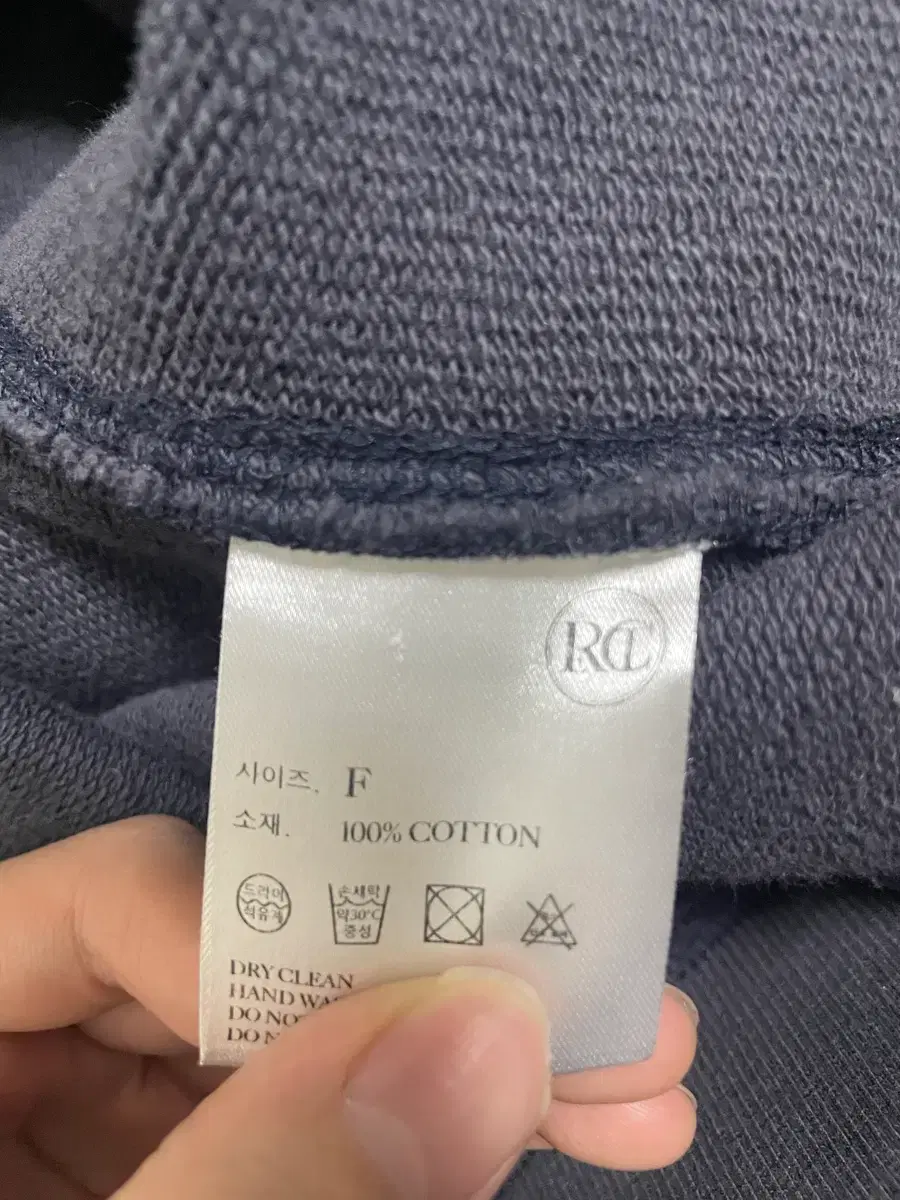 사이즈. F
소재. 100% COTTON
드라이
석유계
손세탁
약30°C
중성
DRY CLEAN
HAND WA
DO NO
DO N